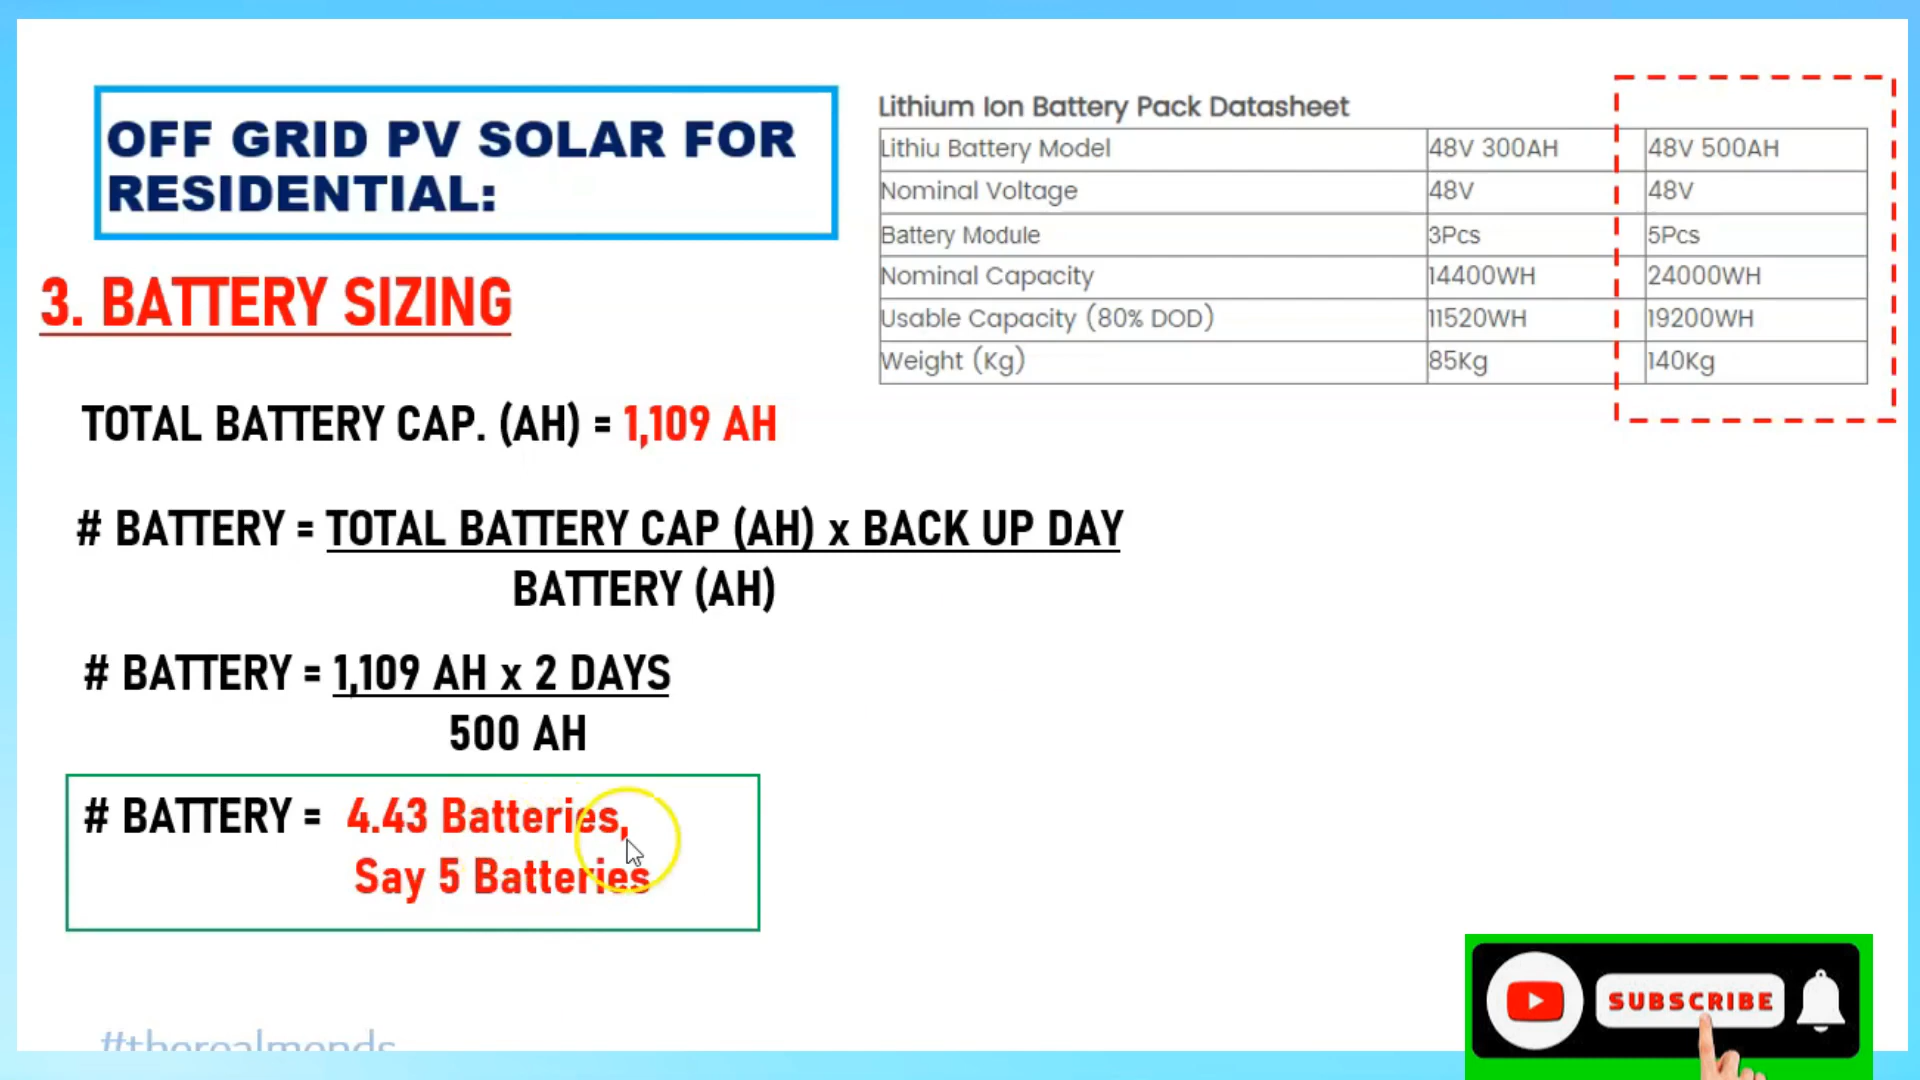 OFF GRID PV SOLAR FOR
RESIDENTIAL:
3. BATTERY SIZING
Lithium Ion Battery Pack Datasheet
Lithiu Battery Model 48V 300AH 48V 500AH
Nominal Voltage 48V 48V
Battery Module 3Pcs 5Pcs
Nominal Capacity 14400WH 24000WH
Usable Capacity (80% DOD) 11520WH 19200WH
Weight (Kg) 85Kg 140Kg
TOTAL BATTERY CAP. (AH) = 1,109 AH
# BATTERY = TOTAL BATTERY CAP (AH) x BACK UP DAY
BATTERY (AH)
# BATTERY = 1,109 AH x 2 DAYS
500 AH
# BATTERY = 4.43 Batteries,
Say 5 Batteries
#therealmends
SUBSCRIBE